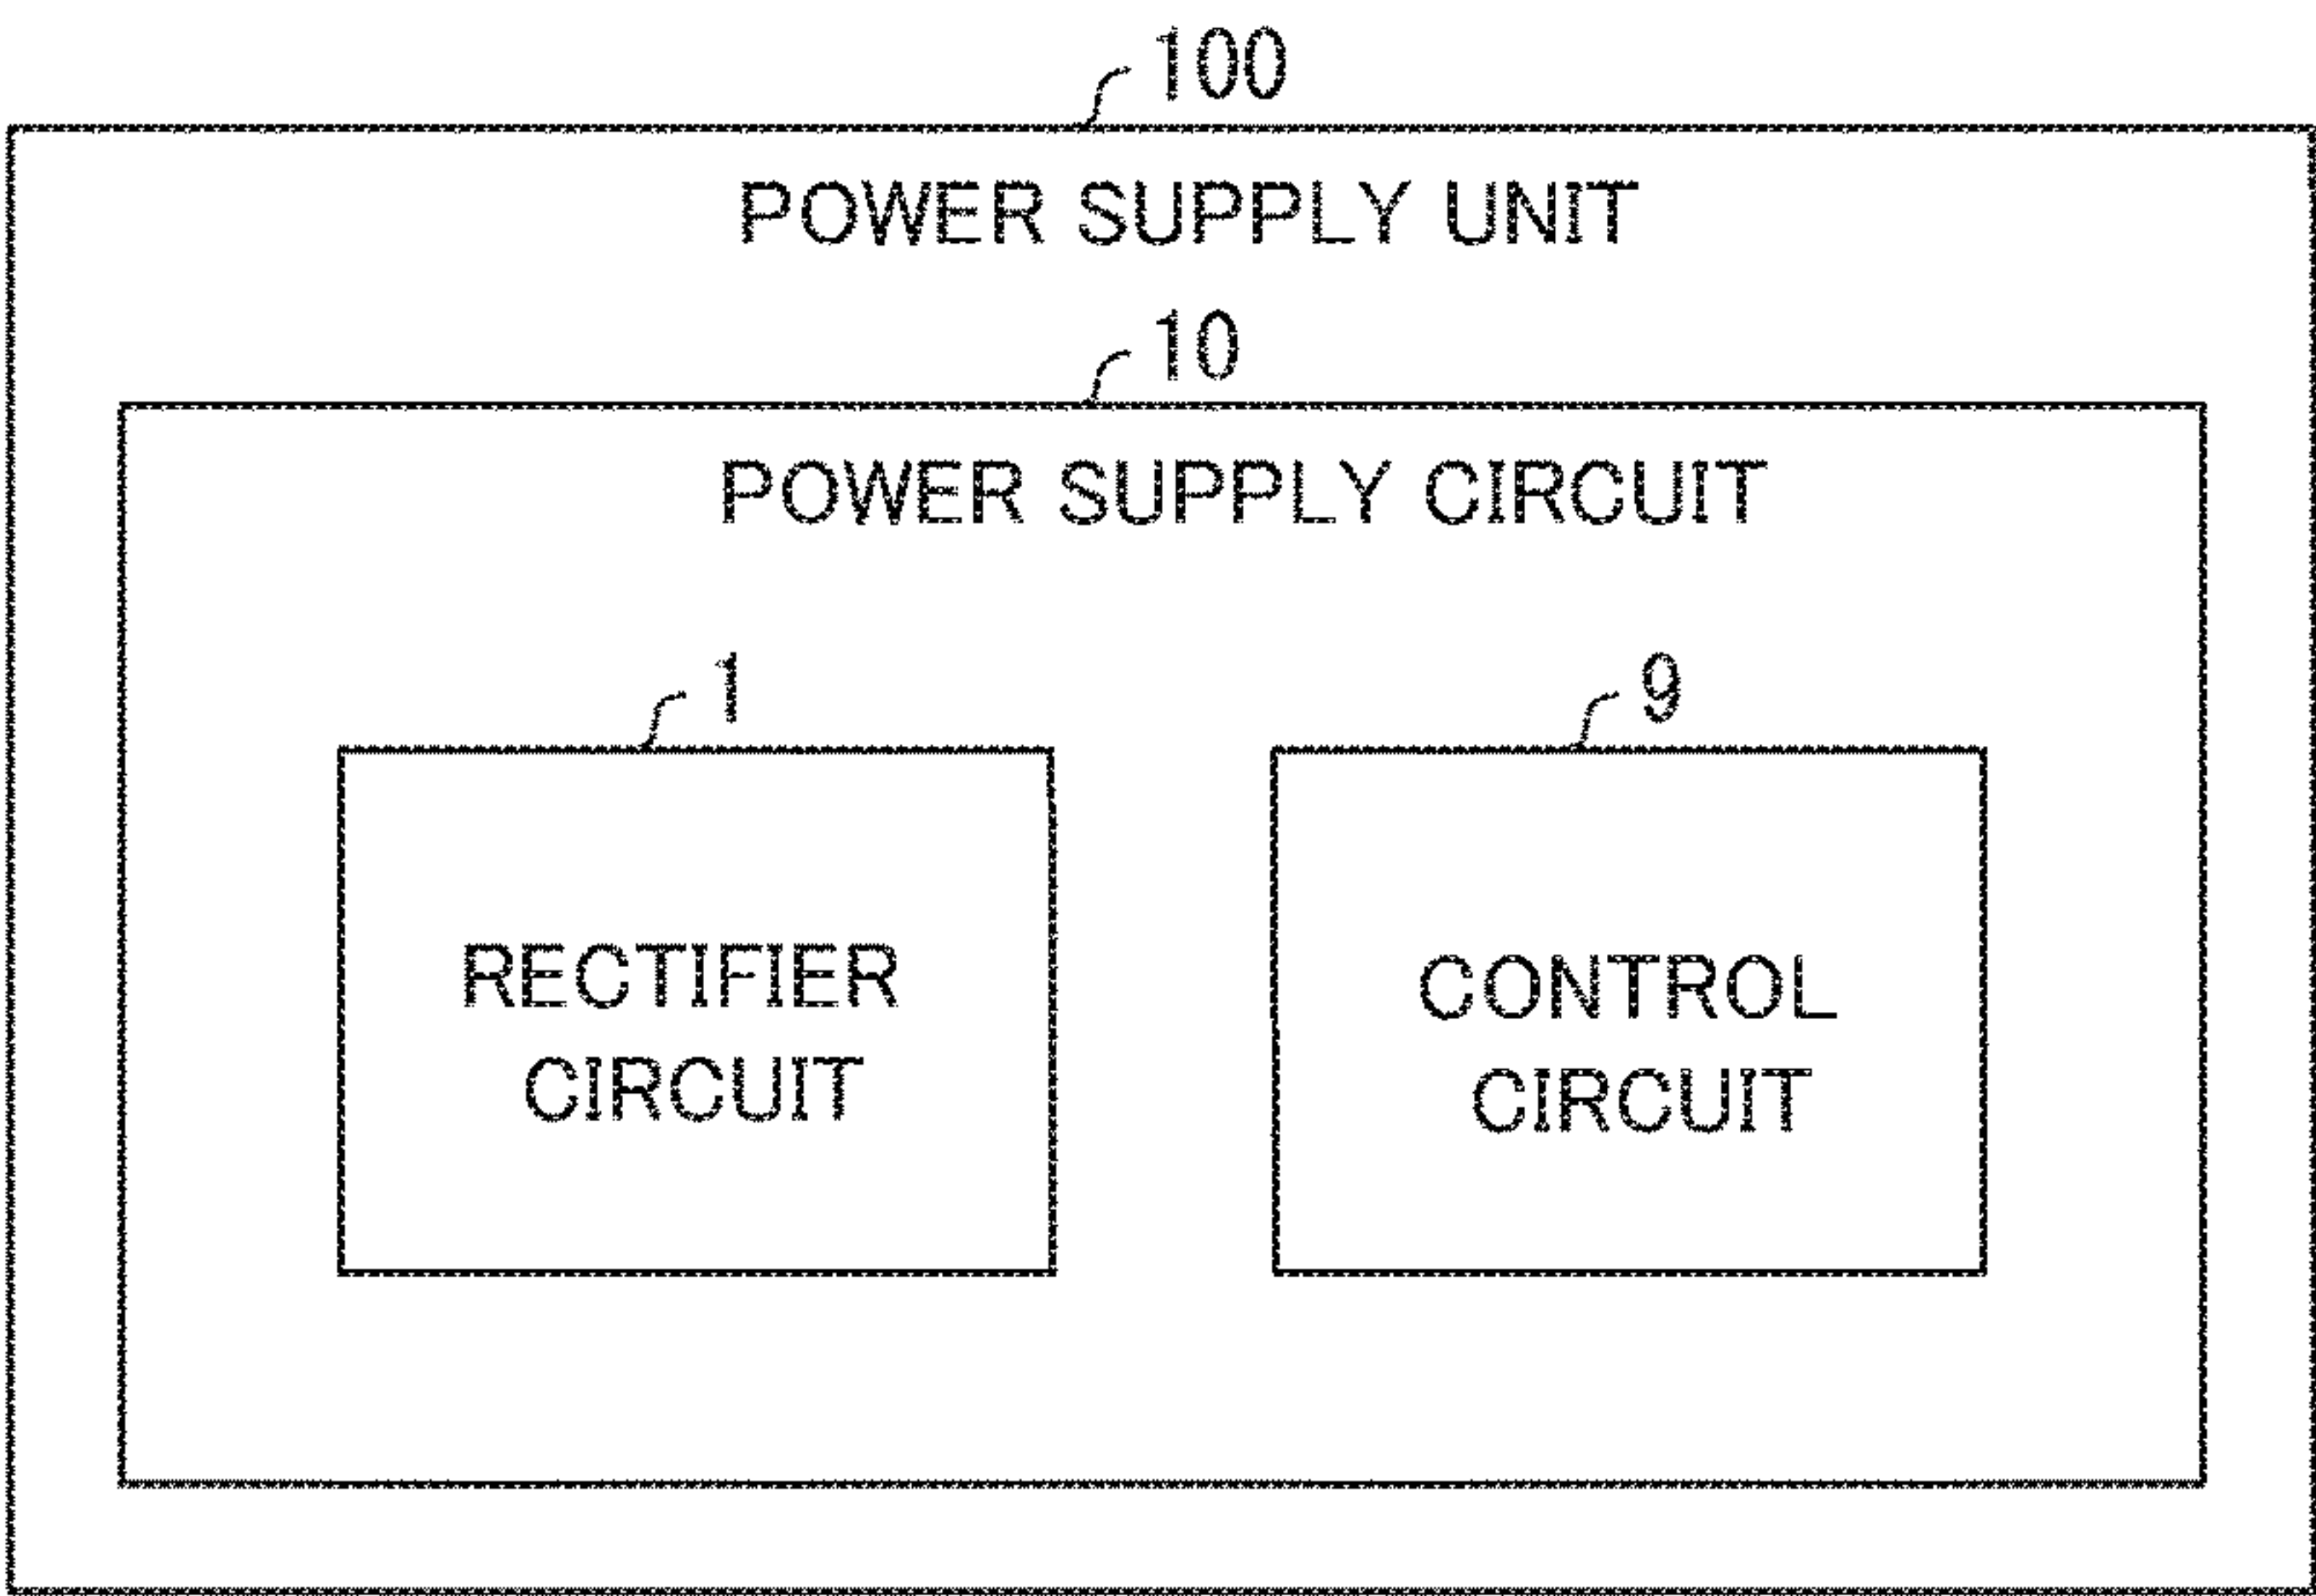 100
POWER SUPPLY UNIT
10
POWER SUPPLY CIRCUIT
1
RECTIFIER
CIRCUIT
9
CONTROL
CIRCUIT